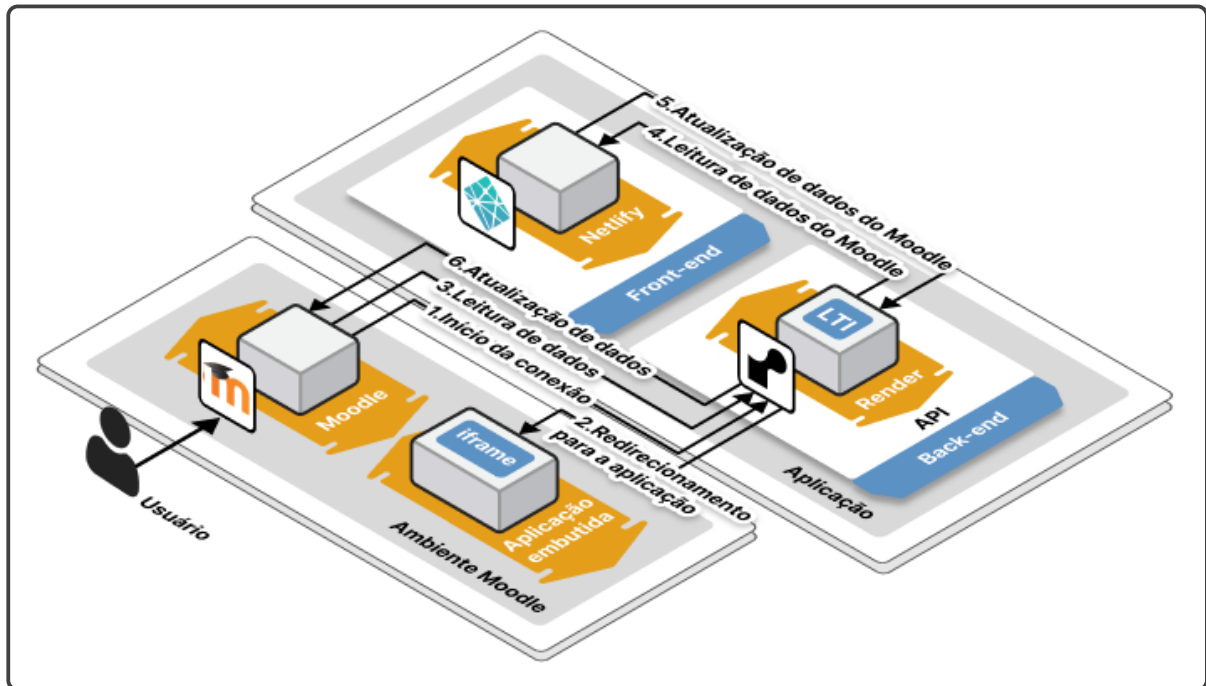 5.Atualização de dados do Moodle
4.Leitura de dados do Moodle
Netlify
Front-end
6.Atualização de dados
3.Leitura de dados
1.Início da conexão
LTI
Render
API
Back-end
Aplicação
m
Moodle
iframe
2.Redirecionamento
para a aplicação
Aplicação
embutida
Ambiente Moodle
Usuário